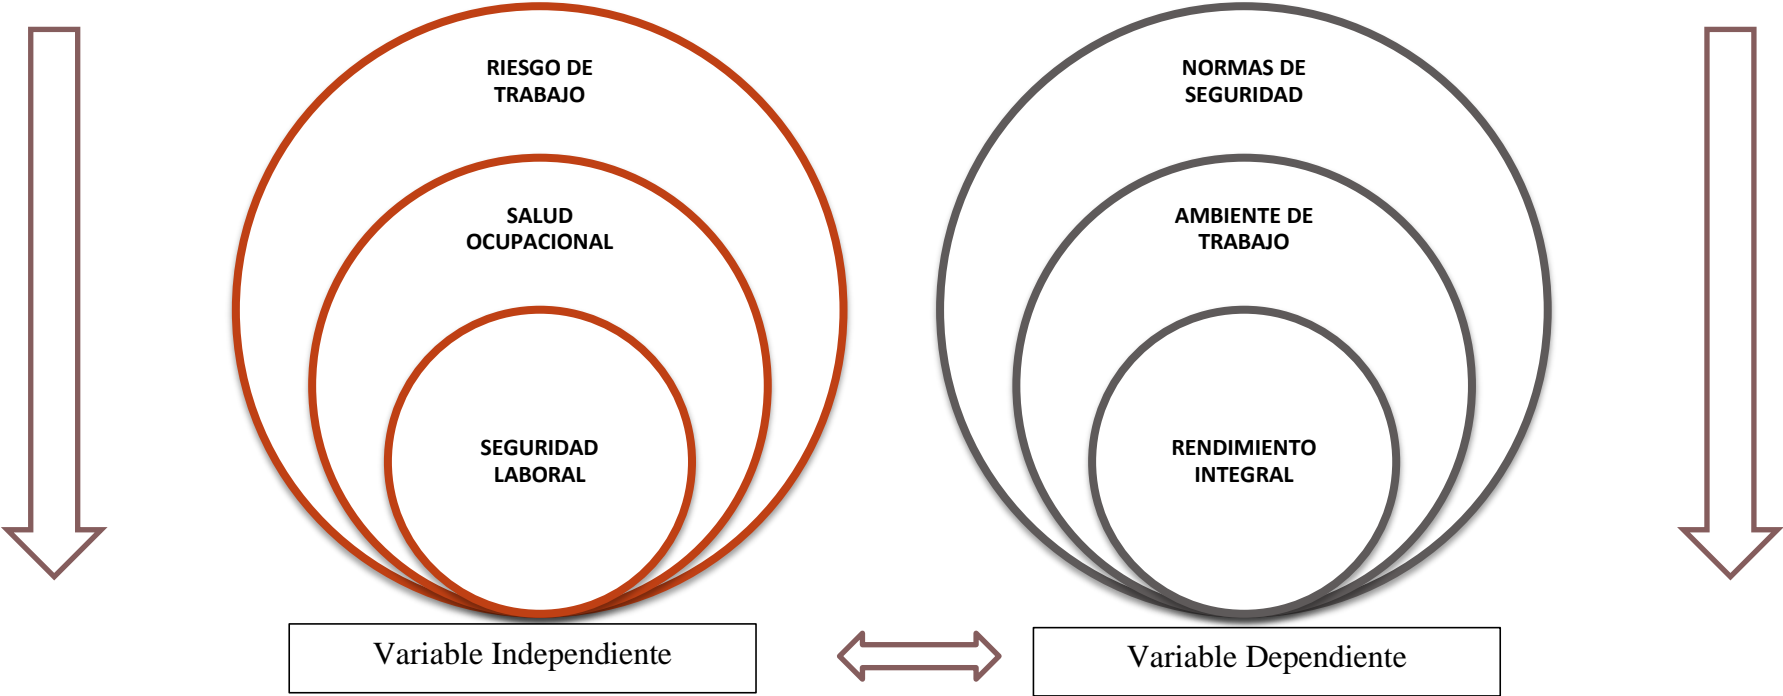 RIESGO DE
TRABAJO
SALUD
OCUPACIONAL
SEGURIDAD
LABORAL
Variable Independiente
NORMAS DE
SEGURIDAD
AMBIENTE DE
TRABAJO
RENDIMIENTO
INTEGRAL
Variable Dependiente